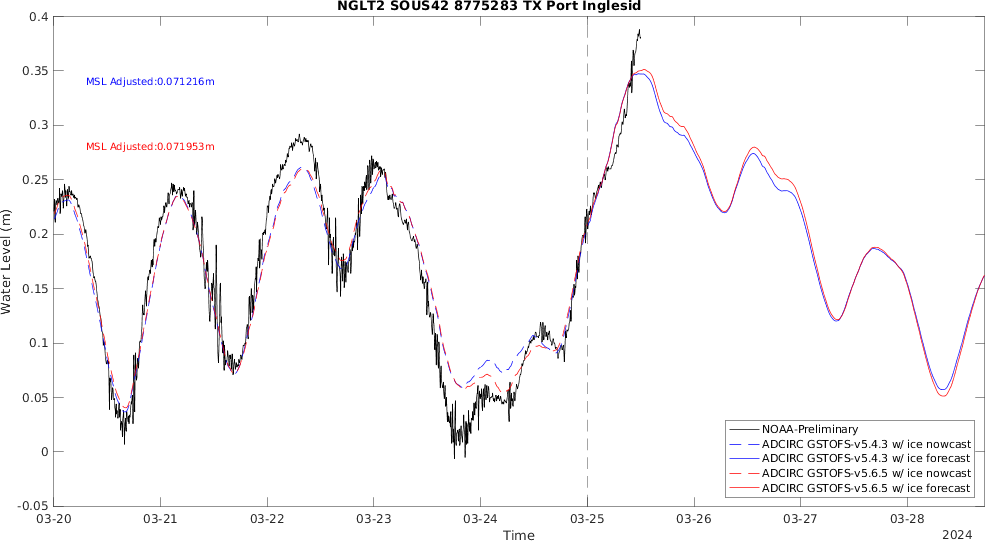 NGLT2 SOUS42 8775283 TX Port Inglesid
0.4
0.35
0.3
0.25
0.2
0.15
0.1
0.05
0
-0.05
Water Level (m)
MSL Adjusted:0.071216m
MSL Adjusted:0.071953m
NOAA-Preliminary
ADCIRC GSTOFS-v5.4.3 w/ ice nowcast
ADCIRC GSTOFS-v5.4.3 w/ ice forecast
ADCIRC GSTOFS-v5.6.5 w/ ice nowcast
ADCIRC GSTOFS-v5.6.5 w/ ice forecast
03-20 03-21 03-22 03-23 03-24 03-25 03-26 03-27 03-28
Time
2024